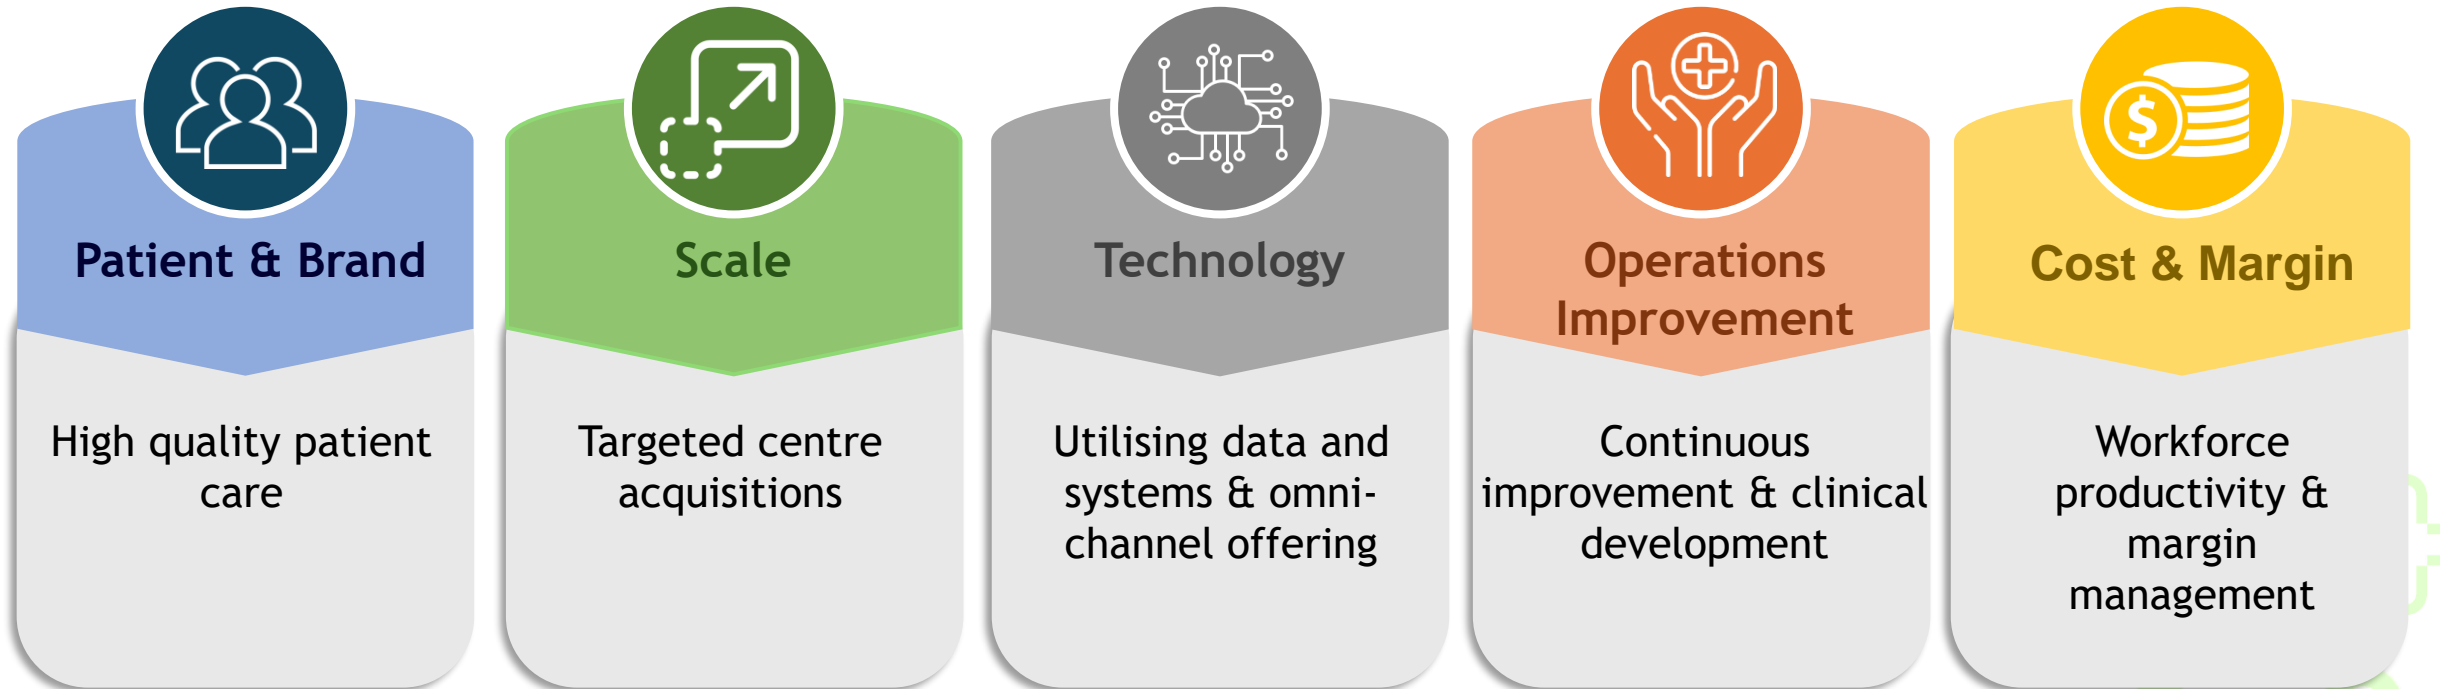 Patient & Brand
High quality patient
care
Scale
Targeted centre
acquisitions
Technology
Utilising data and
systems & omni-
channel offering
Operations
Improvement
Continuous
improvement & clinical
development
$
Cost & Margin
Workforce
productivity &
margin
management